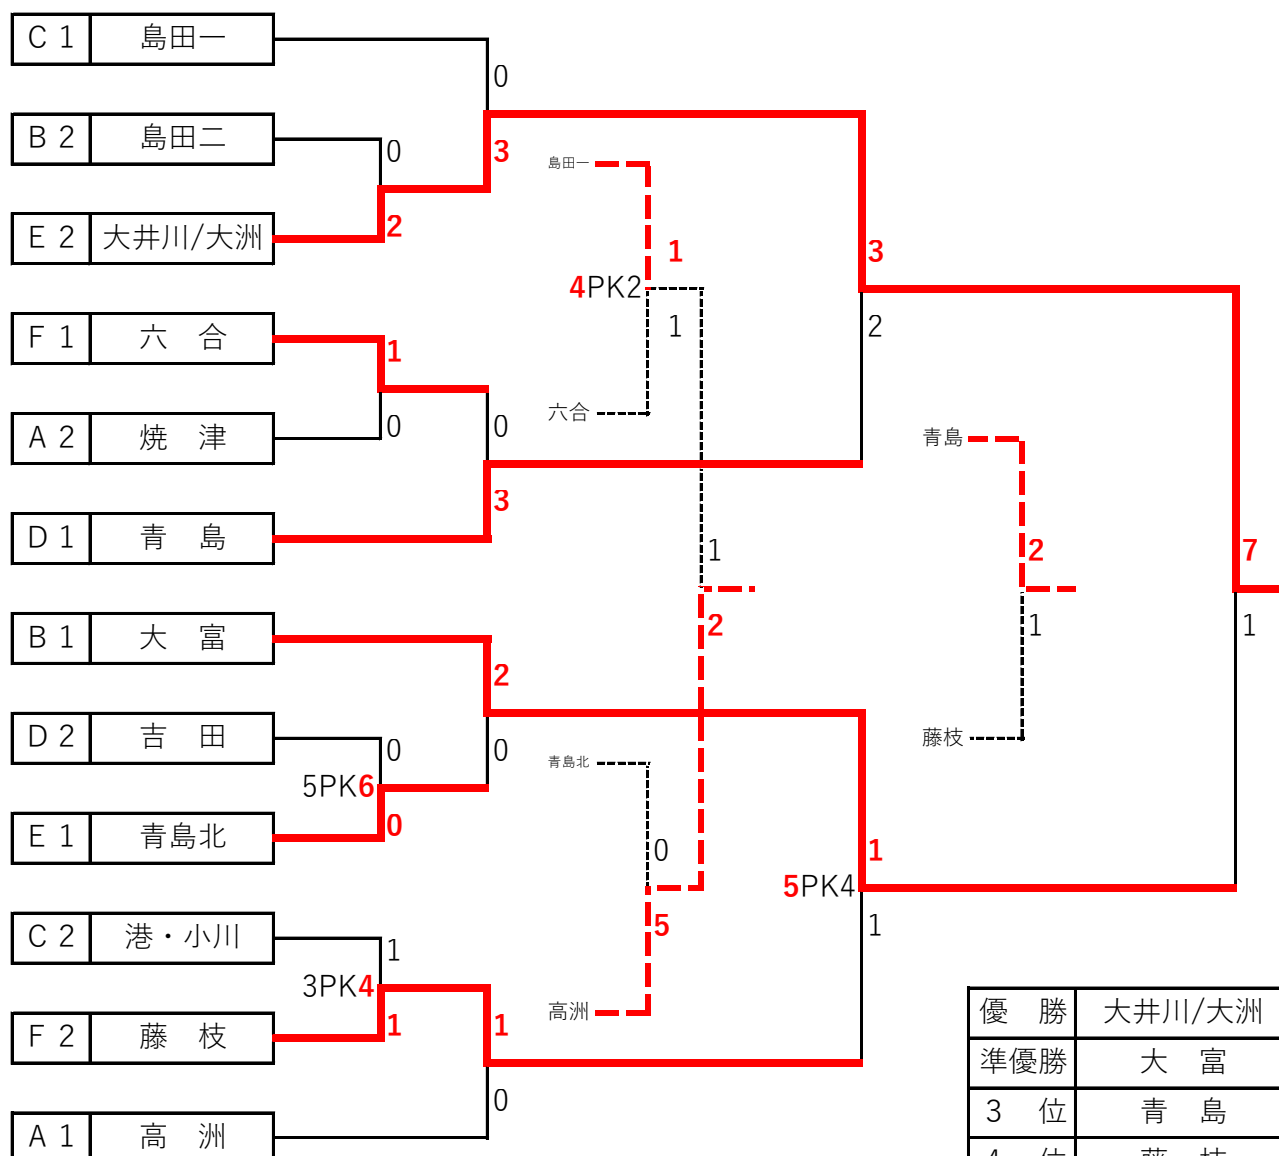 C 1 島田一
0
B 2 島田二
0
3
島田一
E 2 大井川/大洲
2
1
3
4PK2
F 1 六 合
1
1
2
六合
A 2 焼 津
0
0
青島
3
D 1 青 島
1
2
7
B 1 大 富
2
1
1
2
D 2 吉 田
0
0
青島北
藤枝
5PK6
E 1 青島北
0
0
1
5PK4
C 2 港・小川
1
5
1
3PK4
高洲
F 2 藤 枝
1
1
優 勝 大井川/大洲
準優勝 大 富
A 1 高 洲
0
3 位 青 島
4 位 藤 枝